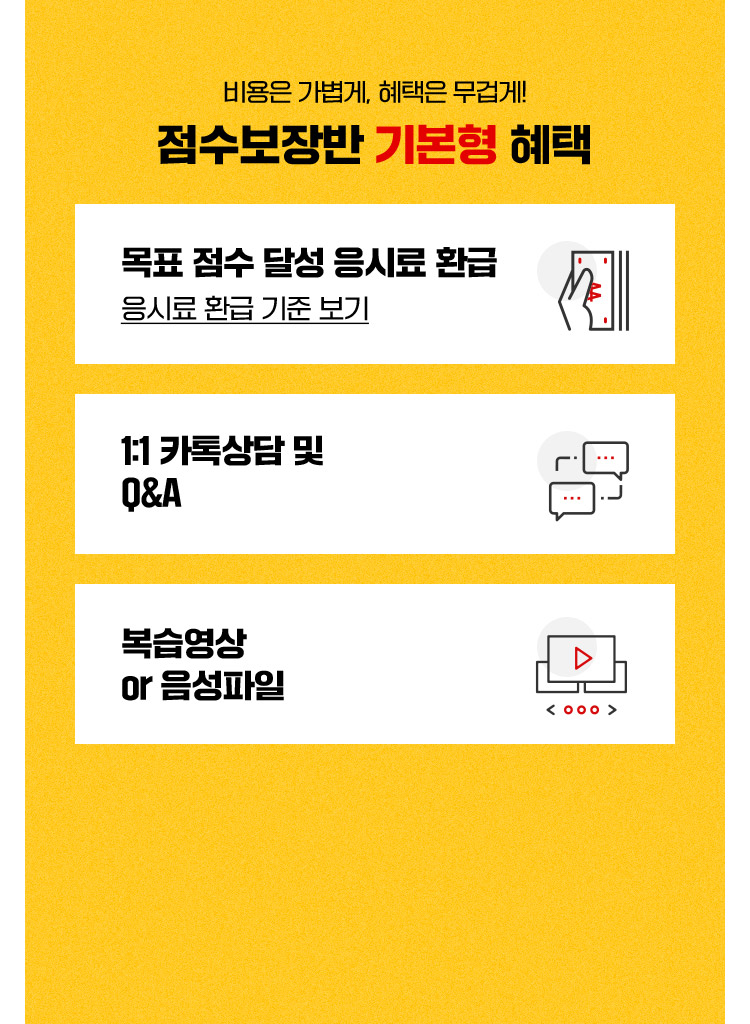 비용은 가볍게, 혜택은 무겁게!
점수보장반 기본형 혜택
목표 점수 달성 응시료 환급
응시료 환급 기준 보기
1:1 카톡상담 및
Q&A
복습영상
or 음성파일